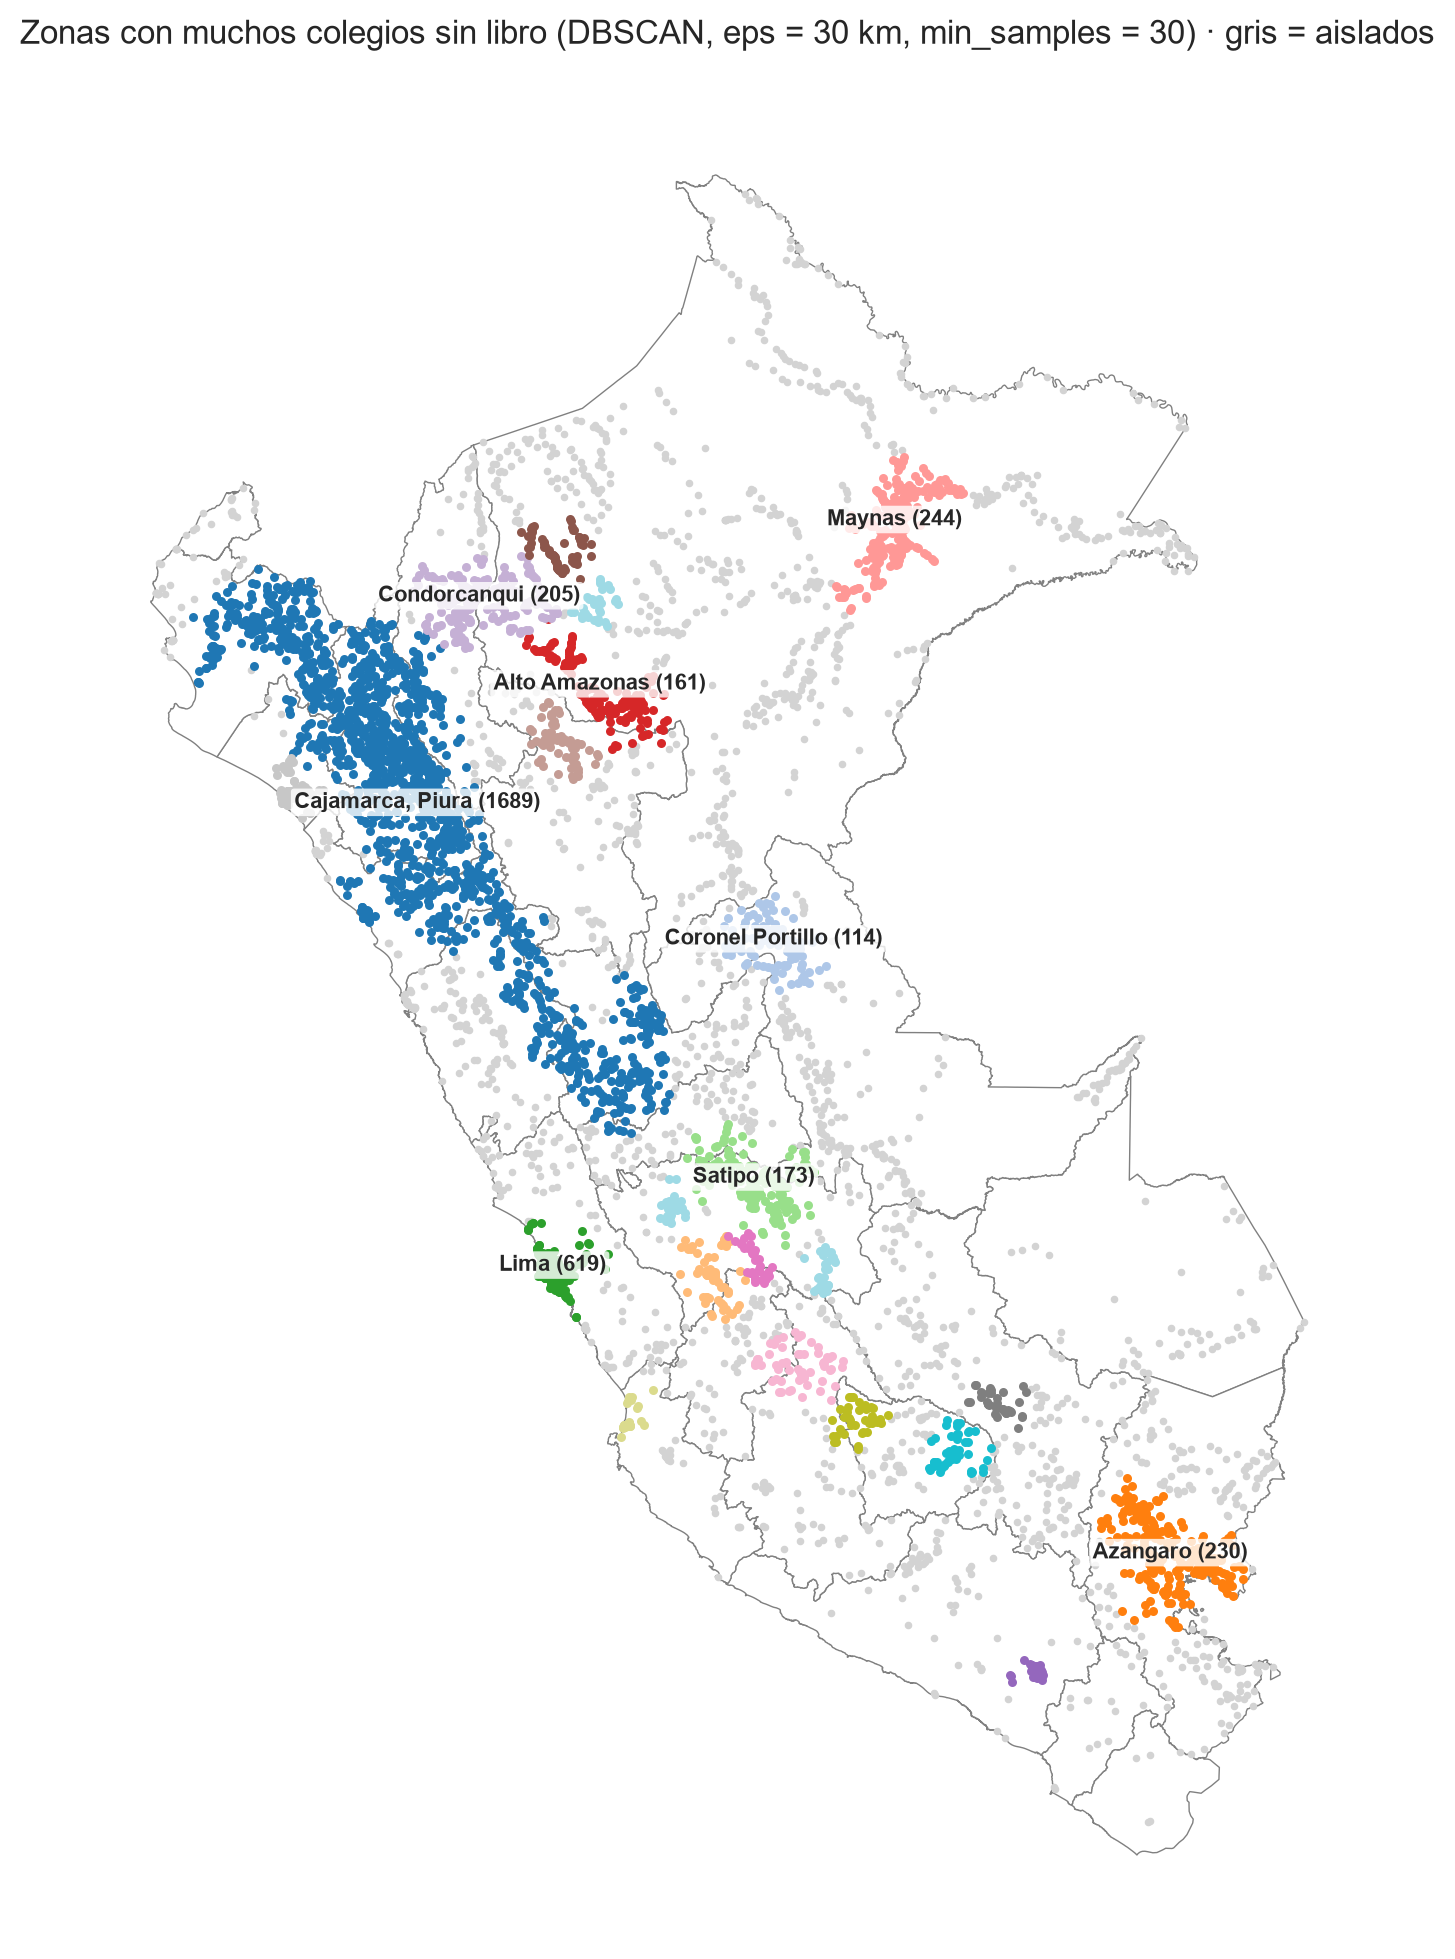 Zonas con muchos colegios sin libro (DBSCAN, eps = 30 km, min_samples = 30) · gris = aislados
Maynas (244)
Condorcanqui (205)
Alto Amazonas (161)
Cajamarca, Piura (1689)
Coronel Portillo (114)
Satipo (173)
Lima (619)
Azangaro (230)